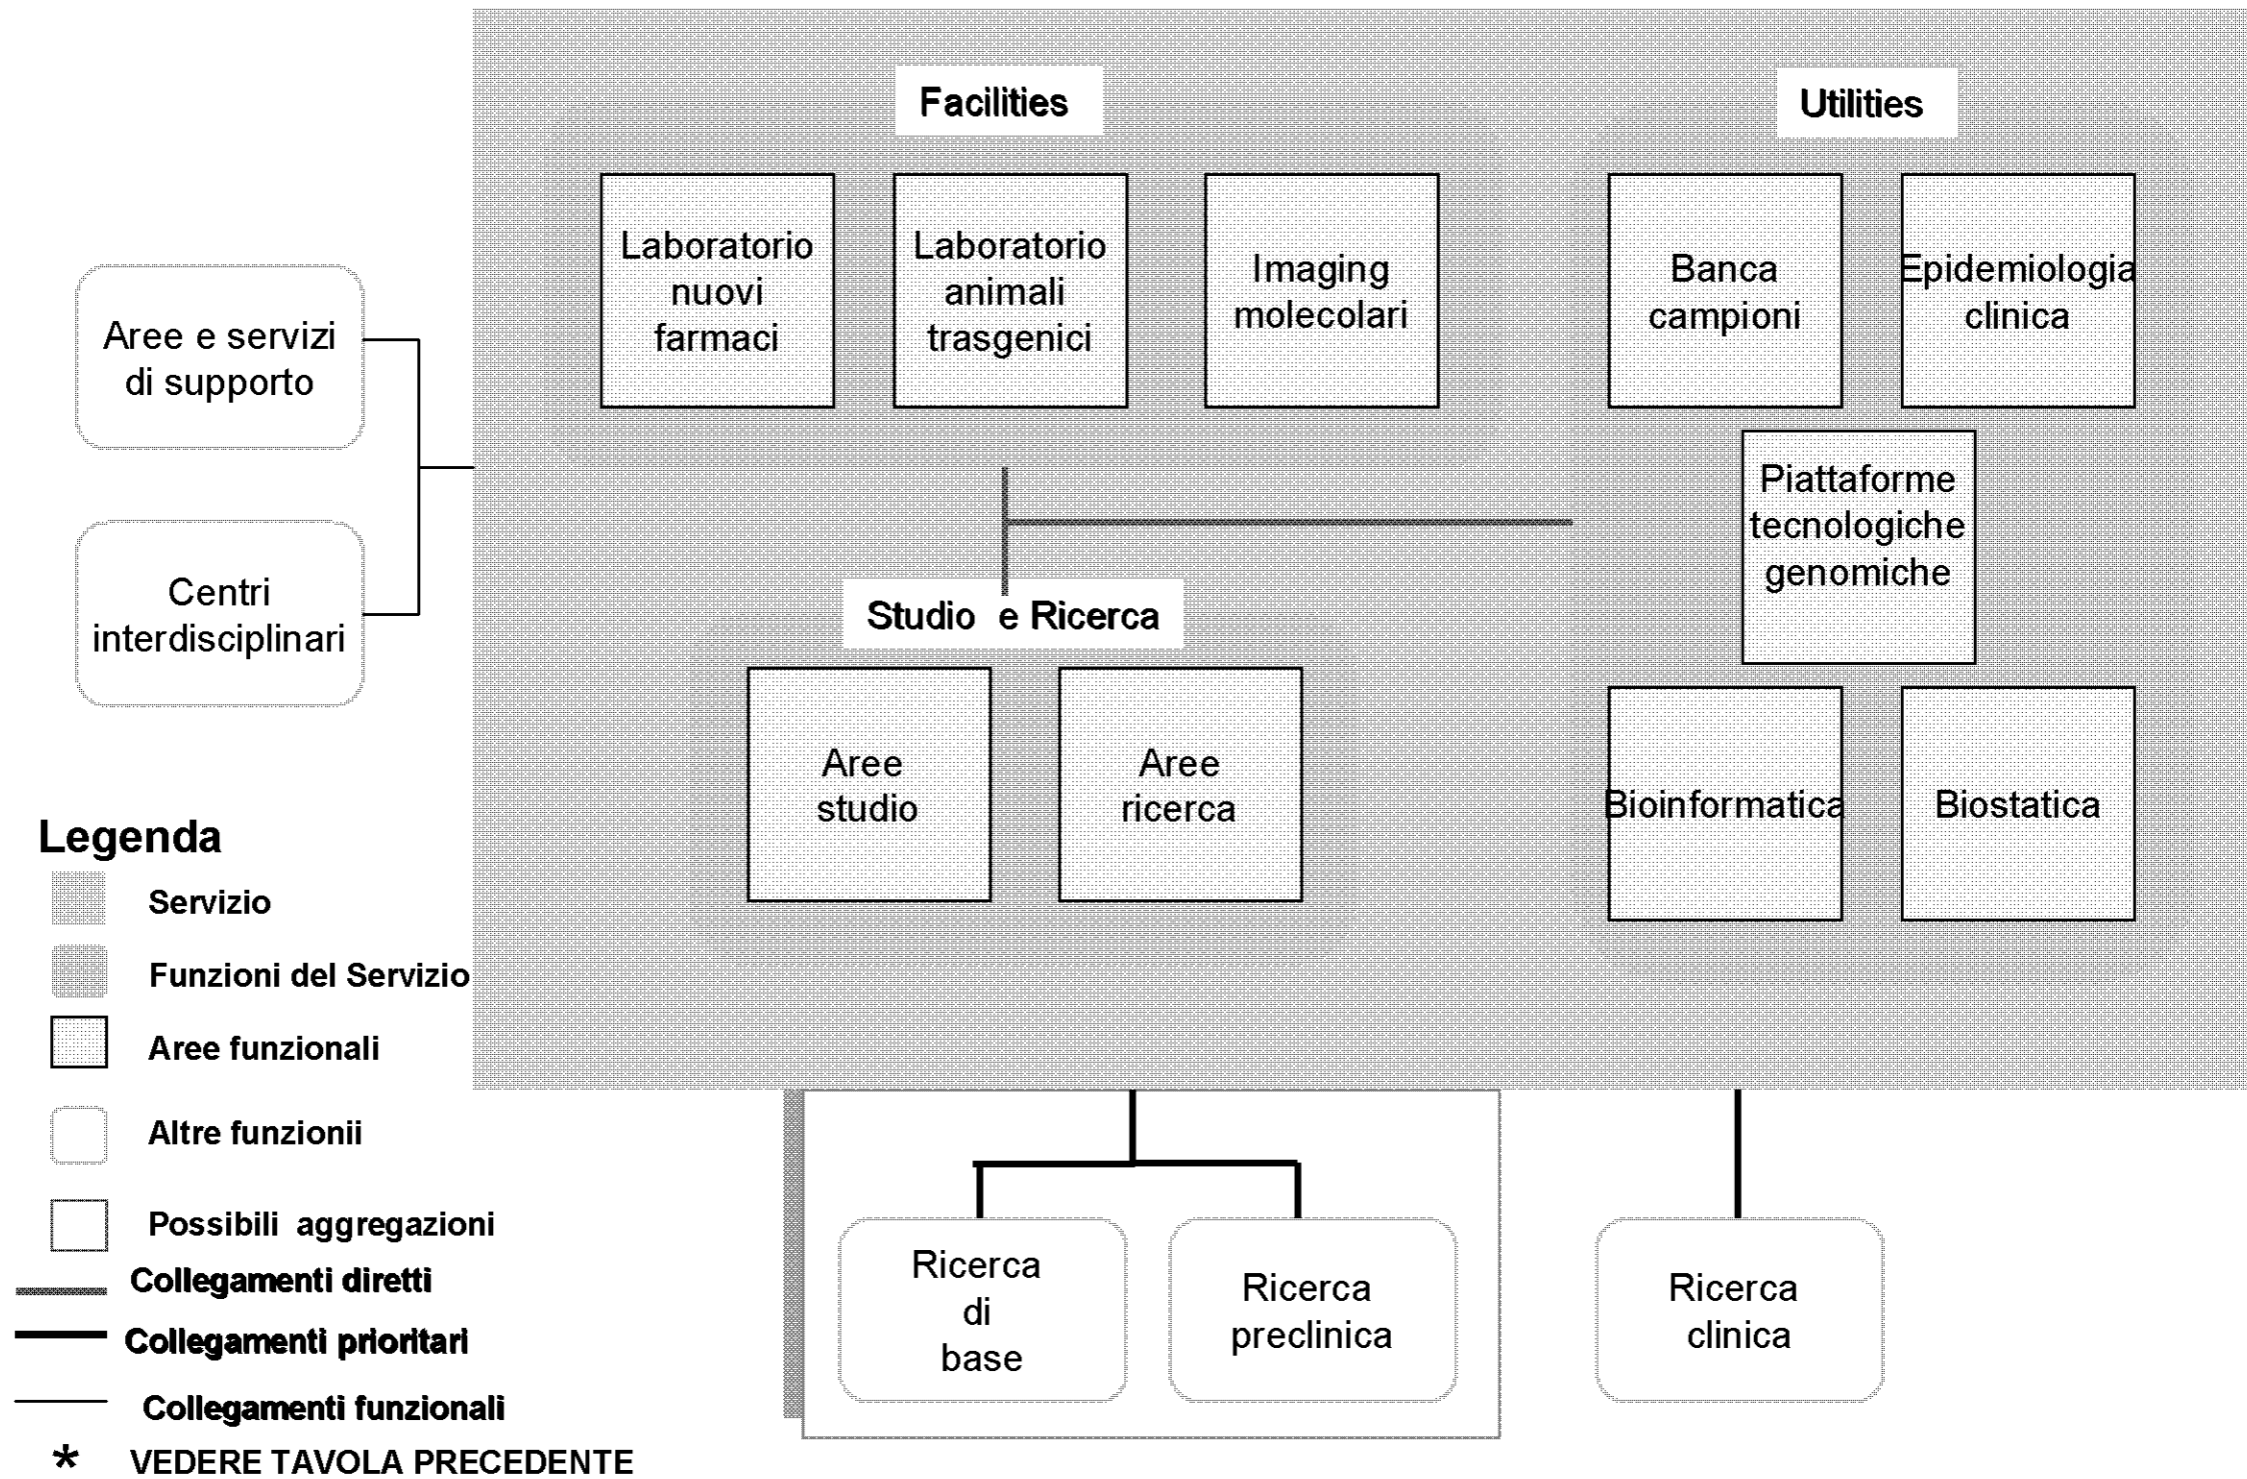 Facilities
Utilities
Laboratorio
nuovi
farmaci
Laboratorio
animali
trasgenici
Imaging
molecolari
Banca
campioni
Epidemiologia
clinica
Aree e servizi
di supporto
Piattaforme
tecnologiche
genomiche
Centri
interdisciplinari
Studio e Ricerca
Aree
studio
Aree
ricerca
Bioinformatica
Biostatica
Legenda
Servizio
Funzioni del Servizio
Aree funzionali
Altre funzionii
Possibili aggregazioni
Collegamenti diretti
Collegamenti prioritari
Collegamenti funzionali
* VEDERE TAVOLA PRECEDENTE
Ricerca
di
base
Ricerca
preclinica
Ricerca
clinica